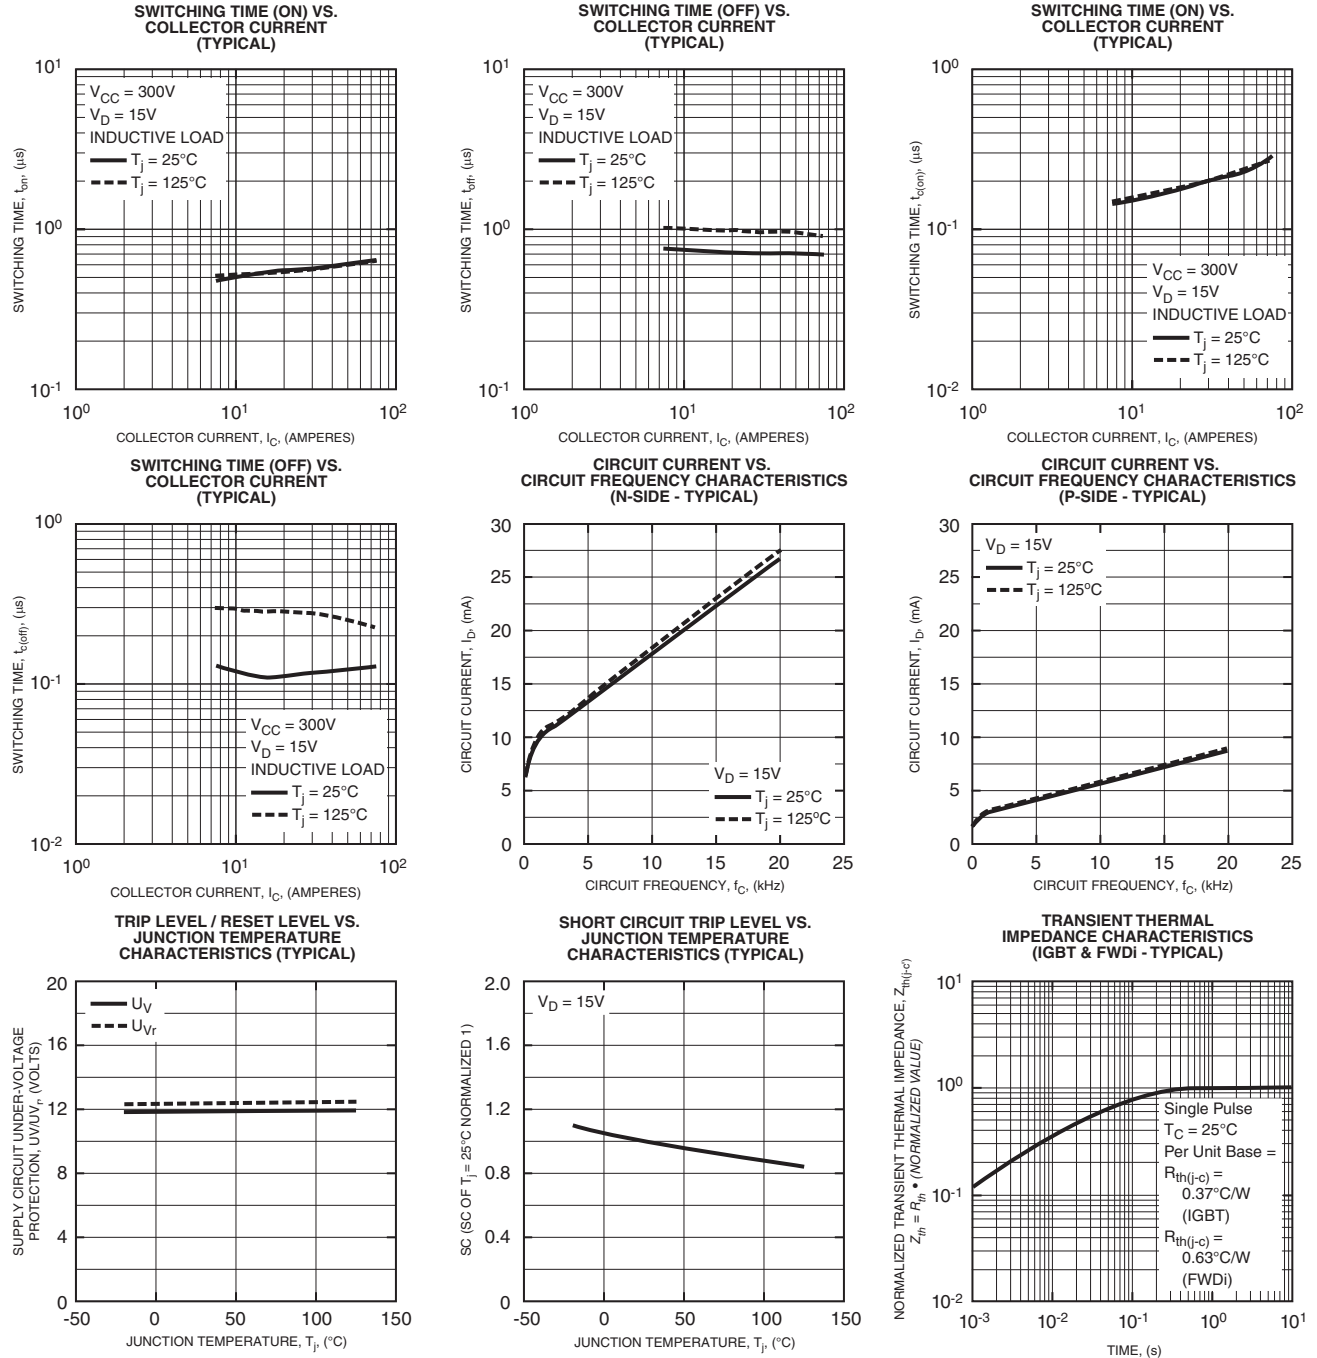 SWITCHING TIME (ON) VS.
COLLECTOR CURRENT
(TYPICAL)
10¹
10⁰
10⁻¹
SWITCHING TIME, t_on, (μs)
V_CC = 300V
V_D = 15V
INDUCTIVE LOAD
T_j = 25°C
T_j = 125°C
10⁰ 10¹ 10²
COLLECTOR CURRENT, I_C, (AMPERES)
SWITCHING TIME (OFF) VS.
COLLECTOR CURRENT
(TYPICAL)
10¹
10⁰
10⁻¹
SWITCHING TIME, t_off, (μs)
V_CC = 300V
V_D = 15V
INDUCTIVE LOAD
T_j = 25°C
T_j = 125°C
10⁰ 10¹ 10²
COLLECTOR CURRENT, I_C, (AMPERES)
SWITCHING TIME (ON) VS.
COLLECTOR CURRENT
(TYPICAL)
10⁰
10⁻¹
10⁻²
SWITCHING TIME, t_c(on), (μs)
V_CC = 300V
V_D = 15V
INDUCTIVE LOAD
T_j = 25°C
T_j = 125°C
10⁰ 10¹ 10²
COLLECTOR CURRENT, I_C, (AMPERES)
SWITCHING TIME (OFF) VS.
COLLECTOR CURRENT
(TYPICAL)
10⁰
10⁻¹
10⁻²
SWITCHING TIME, t_c(off), (μs)
V_CC = 300V
V_D = 15V
INDUCTIVE LOAD
T_j = 25°C
T_j = 125°C
10⁰ 10¹ 10²
COLLECTOR CURRENT, I_C, (AMPERES)
CIRCUIT CURRENT VS.
CIRCUIT FREQUENCY CHARACTERISTICS
(N-SIDE - TYPICAL)
30
25
20
15
10
5
0
CIRCUIT CURRENT, I_D, (mA)
V_D = 15V
T_j = 25°C
T_j = 125°C
0 5 10 15 20 25
CIRCUIT FREQUENCY, f_C, (kHz)
CIRCUIT CURRENT VS.
CIRCUIT FREQUENCY CHARACTERISTICS
(P-SIDE - TYPICAL)
30
25
20
15
10
5
0
CIRCUIT CURRENT, I_D, (mA)
V_D = 15V
T_j = 25°C
T_j = 125°C
0 5 10 15 20 25
CIRCUIT FREQUENCY, f_C, (kHz)
TRIP LEVEL / RESET LEVEL VS.
JUNCTION TEMPERATURE
CHARACTERISTICS (TYPICAL)
20
16
12
8
4
0
SUPPLY CIRCUIT UNDER-VOLTAGE
PROTECTION, UV/UV_r, (VOLTS)
U_V
U_Vr
-50 0 50 100 150
JUNCTION TEMPERATURE, T_j, (°C)
SHORT CIRCUIT TRIP LEVEL VS.
JUNCTION TEMPERATURE
CHARACTERISTICS (TYPICAL)
2.0
1.6
1.2
0.8
0.4
0
SC (SC OF T_j = 25°C NORMALIZED 1)
V_D = 15V
-50 0 50 100 150
JUNCTION TEMPERATURE, T_j, (°C)
TRANSIENT THERMAL
IMPEDANCE CHARACTERISTICS
(IGBT & FWDi - TYPICAL)
10¹
10⁰
10⁻¹
10⁻²
NORMALIZED TRANSIENT THERMAL IMPEDANCE, Z_th(j-c')
Z_th = R_th • (NORMALIZED VALUE)
Single Pulse
T_C = 25°C
Per Unit Base =
R_th(j-c) =
0.37°C/W
(IGBT)
R_th(j-c) =
0.63°C/W
(FWDi)
10⁻³ 10⁻² 10⁻¹ 10⁰ 10¹
TIME, (s)